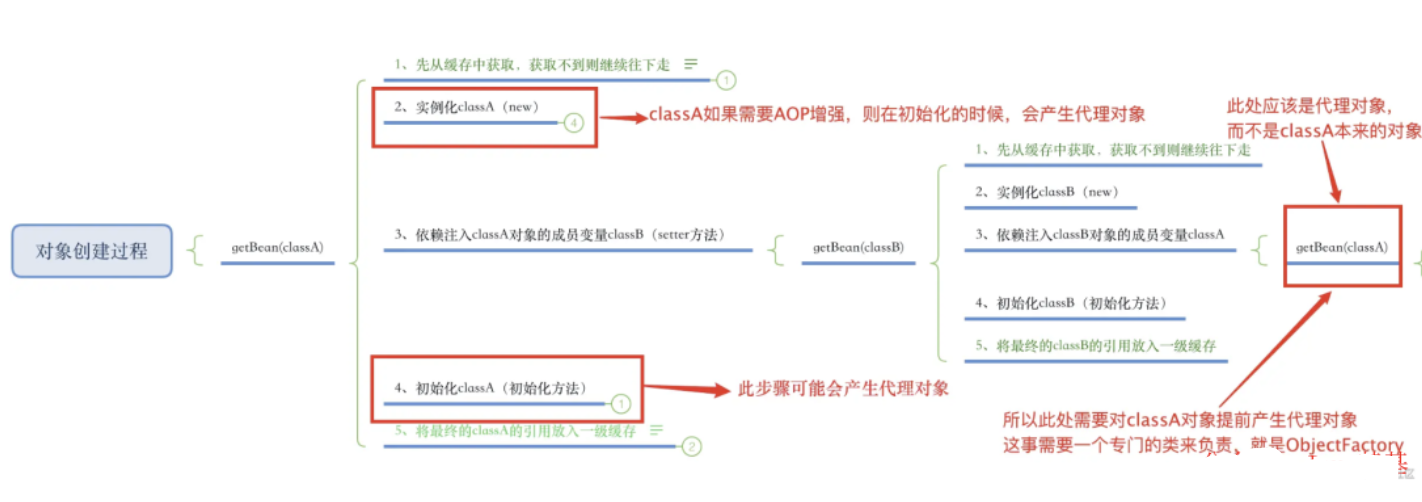 对象创建过程
getBean(classA)
1、先从缓存中获取，获取不到则继续往下走
1
2、实例化classA（new）
4
classA如果需要AOP增强，则在初始化的时候，会产生代理对象
3、依赖注入classA对象的成员变量classB（setter方法）
getBean(classB)
1、先从缓存中获取，获取不到则继续往下走
2、实例化classB（new）
3、依赖注入classB对象的成员变量classA
getBean(classA)
此处应该是代理对象，
而不是classA本来的对象
所以此处需要对classA对象提前产生代理对象
这事需要一个专门的类来负责，就是ObjectFactory
4、初始化classB（初始化方法）
5、将最终的classB的引用放入一级缓存
4、初始化classA（初始化方法）
1
此步骤可能会产生代理对象
5、将最终的classA的引用放入一级缓存
2